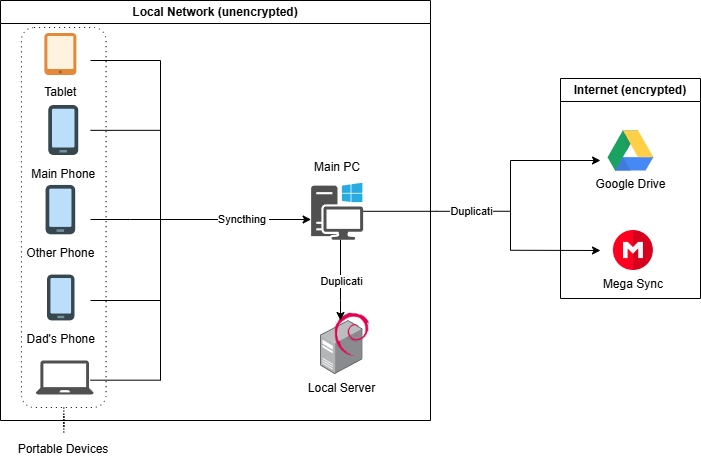 Local Network (unencrypted)
Tablet
Main Phone
Other Phone
Dad's Phone
Portable Devices
Syncthing
Main PC
Duplicati
Local Server
Duplicati
Internet (encrypted)
Google Drive
M
Mega Sync